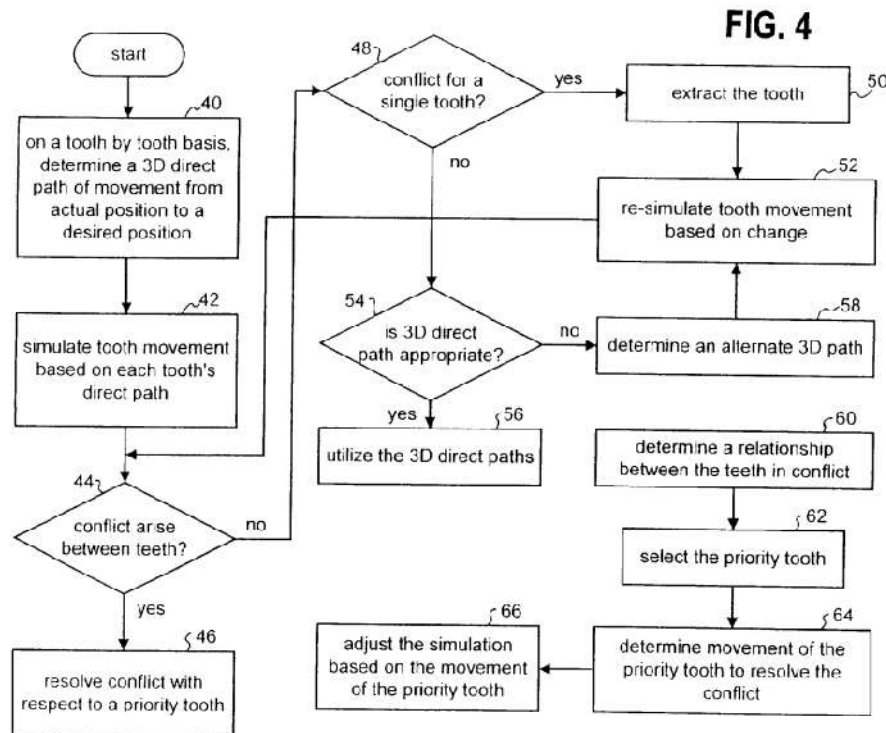 FIG. 4
start
40
on a tooth by tooth basis,
determine a 3D direct
path of movement from
actual position to a
desired position
42
simulate tooth movement
based on each tooth's
direct path
44
conflict arise
between teeth?
no
yes
46
resolve conflict with
respect to a priority tooth
48
conflict for a
single tooth?
yes
no
50
extract the tooth
52
re-simulate tooth movement
based on change
54
is 3D direct
path appropriate?
no
yes
56
utilize the 3D direct paths
58
determine an alternate 3D path
60
determine a relationship
between the teeth in conflict
62
select the priority tooth
64
determine movement of the
priority tooth to resolve the
conflict
66
adjust the simulation
based on the movement
of the priority tooth